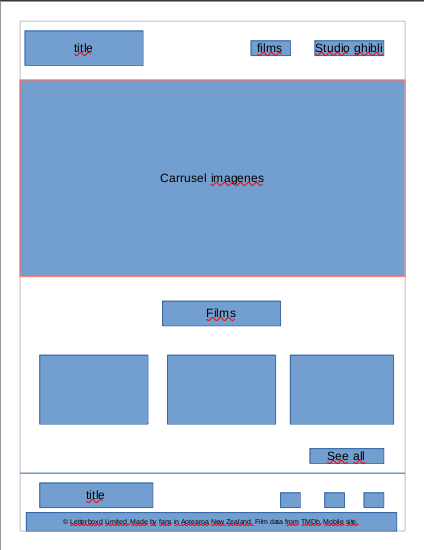 title
films
Studio ghibli
Carrusel imagenes
Films
See all
title
© Letterboxd Limited. Made by fans in Aotearoa New Zealand. Film data from TMDb. Mobile site.